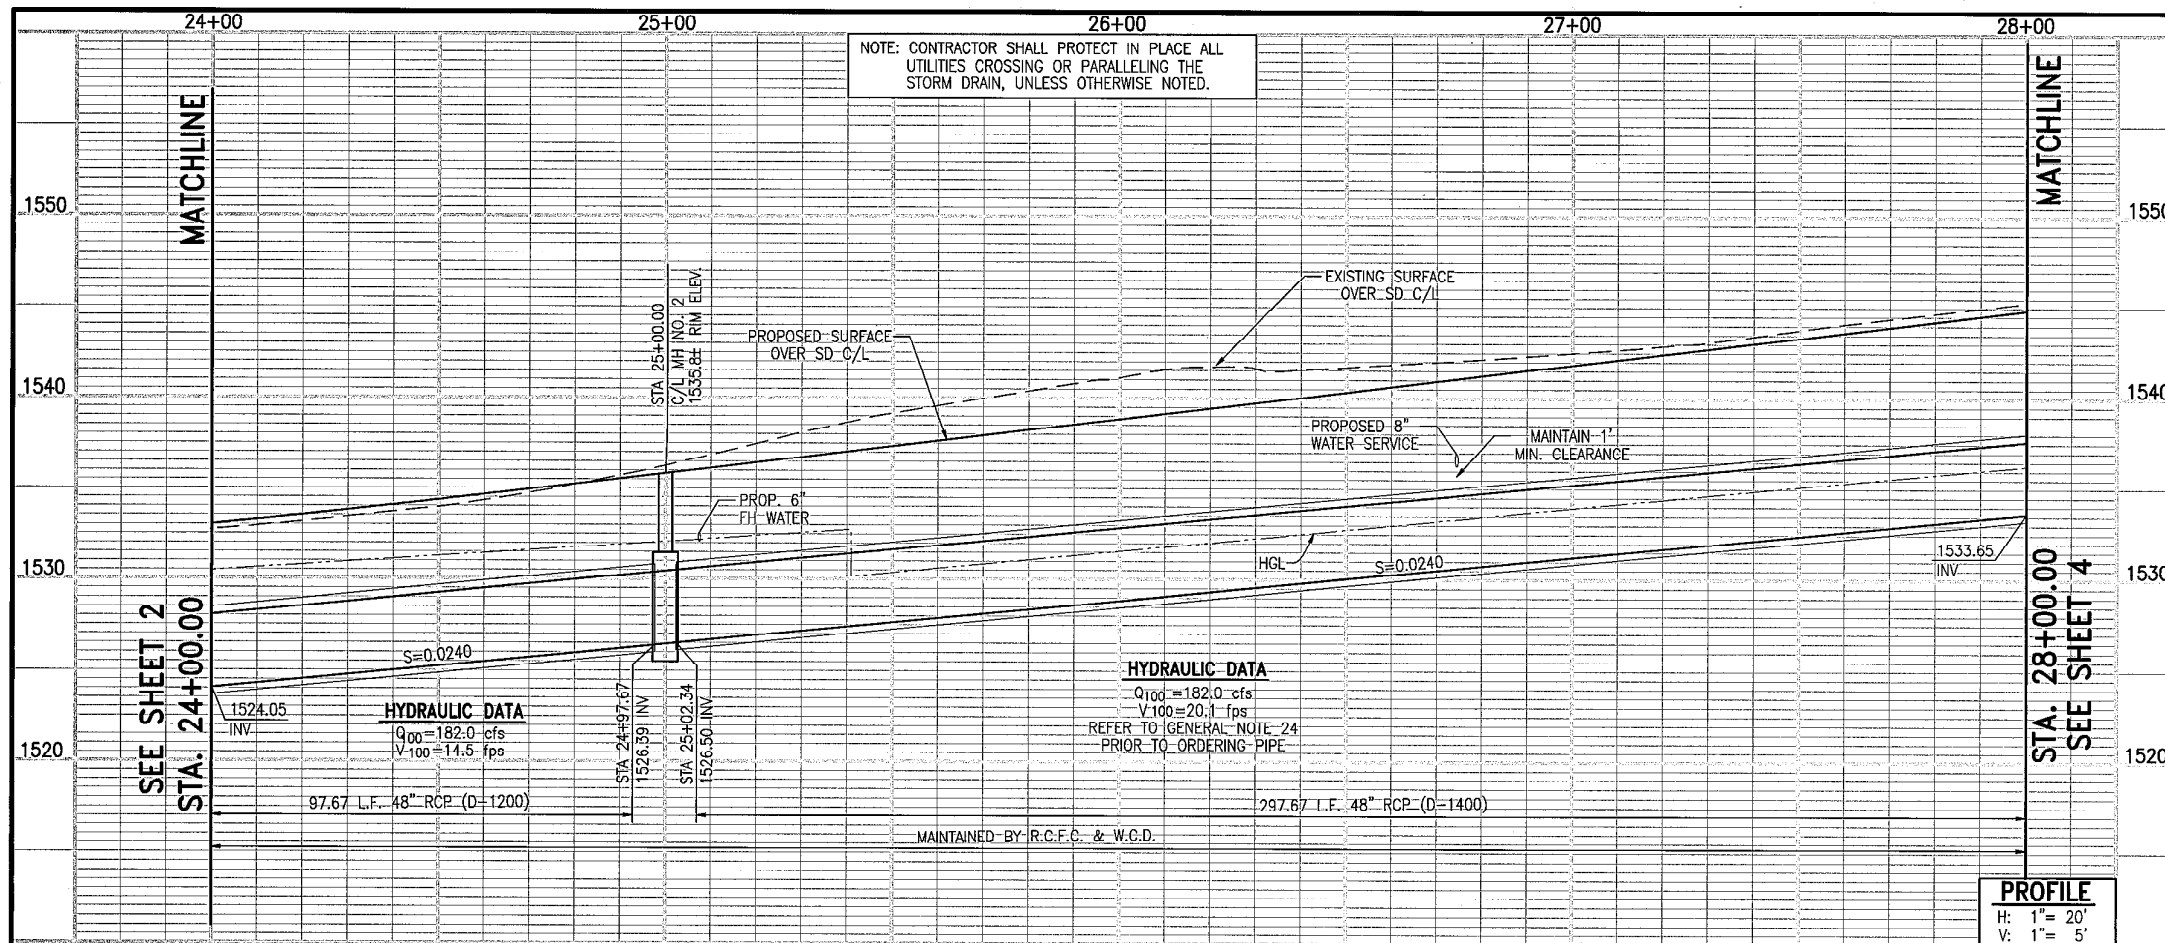 24+00
25+00
26+00
27+00
28+00
NOTE: CONTRACTOR SHALL PROTECT IN PLACE ALL
UTILITIES CROSSING OR PARALLELING THE
STORM DRAIN, UNLESS OTHERWISE NOTED.
MATCHLINE
MATCHLINE
1550
1550
1540
1540
1530
1530
1520
1520
STA 25+00.00
C/L MH NO. 2
1535.8± RIM ELEV.
PROPOSED SURFACE
OVER SD C/L
EXISTING SURFACE
OVER SD C/L
PROPOSED 8"
WATER SERVICE
MAINTAIN 1'
MIN. CLEARANCE
PROP. 6"
FH WATER
HGL
S=0.0240
1533.65
INV
S=0.0240
1524.05
INV
SEE SHEET 2
STA. 24+00.00
STA. 28+00.00
SEE SHEET 4
HYDRAULIC DATA
Q00=182.0 cfs
V100=14.5 fps
STA 24+97.67
1526.39 INV
STA 25+02.34
1526.50 INV
HYDRAULIC DATA
Q100=182.0 cfs
V100=20.1 fps
REFER TO GENERAL NOTE 24
PRIOR TO ORDERING PIPE
97.67 L.F. 48" RCP (D-1200)
297.67 L.F. 48" RCP (D-1400)
MAINTAINED BY R.C.F.C. & W.C.D.
PROFILE
H: 1"= 20'
V: 1"= 5'